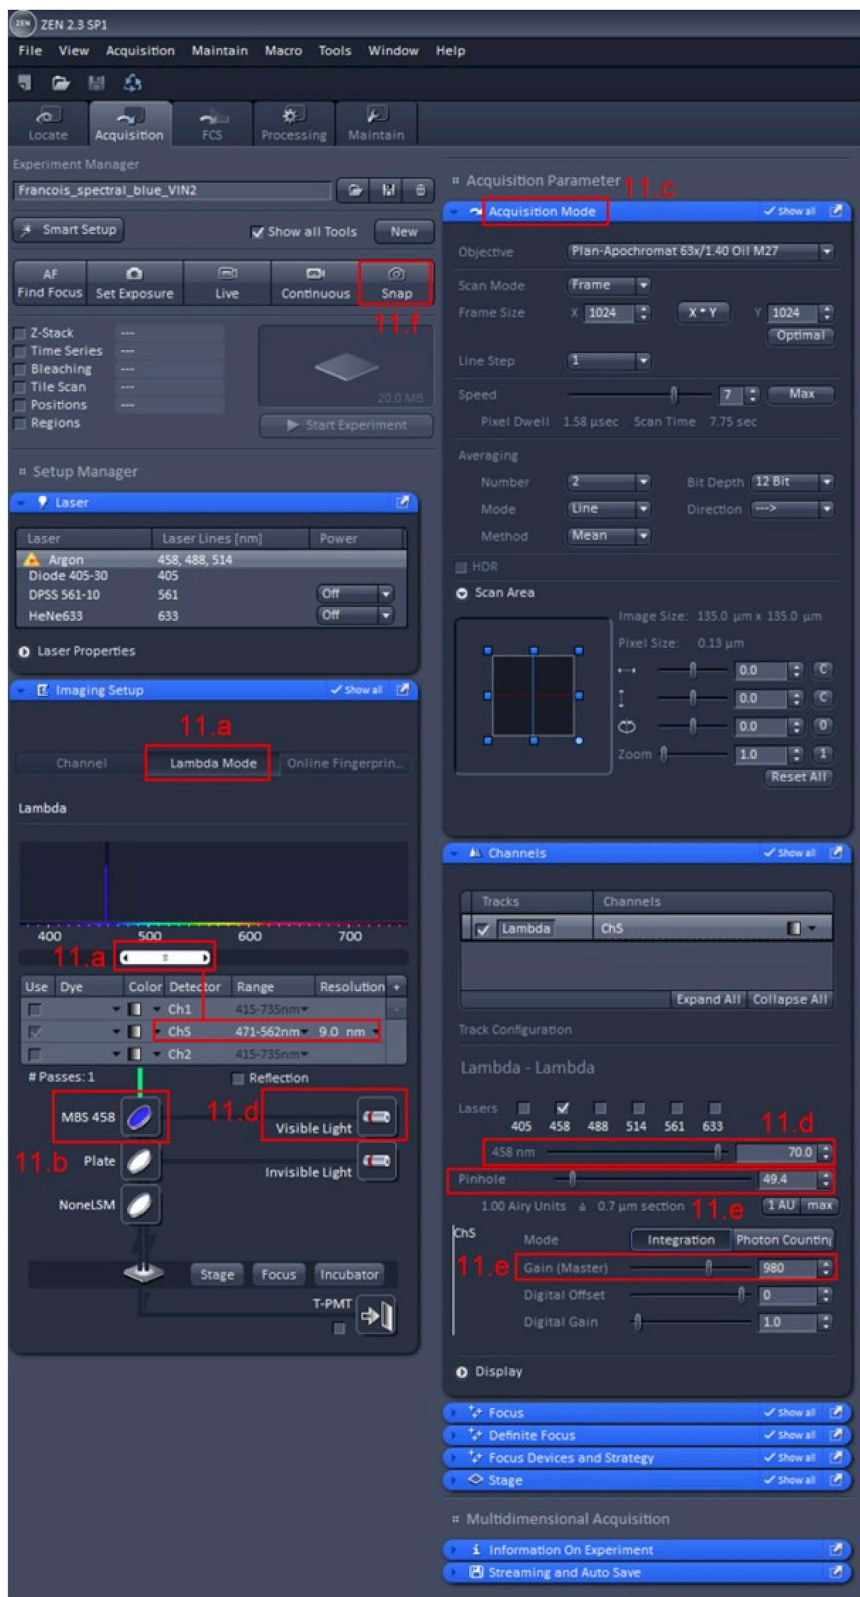 ZEN ZEN 2.3 SP1
File View Acquisition Maintain Macro Tools Window Help
Locate Acquisition FCS Processing Maintain
Experiment Manager
Francois_spectral_blue_VIN2
Smart Setup Show all Tools New
AF
Find Focus Set Exposure Live Continuous Snap
11.f
Z-Stack ---
Time Series ---
Bleaching ---
Tile Scan ---
Positions ---
Regions
20.0 MB
Start Experiment
Setup Manager
Laser
Laser Laser Lines [nm] Power
Argon 458, 488, 514
Diode 405-30 405
DPSS 561-10 561 Off
HeNe633 633 Off
Laser Properties
Imaging Setup Show all
11.a
Channel Lambda Mode Online Fingerprin...
Lambda
400 500 600 700
11.a
Use Dye Color Detector Range Resolution +
Ch1 415-735nm -
ChS 471-562nm 9.0 nm
Ch2 415-735nm
# Passes: 1 Reflection
MBS 458 11.d Visible Light
11.b Plate Invisible Light
NoneLSM
Stage Focus Incubator
T-PMT
Acquisition Parameter
11.c
Acquisition Mode Show all
Objective Plan-Apochromat 63x/1.40 Oil M27
Scan Mode Frame
Frame Size X 1024 X * Y Y 1024
Optimal
Line Step 1
Speed 7 Max
Pixel Dwell 1.58 µsec Scan Time 7.75 sec
Averaging
Number 2 Bit Depth 12 Bit
Mode Line Direction --->
Method Mean
HDR
Scan Area
Image Size: 135.0 µm x 135.0 µm
Pixel Size: 0.13 µm
0.0 C
0.0 C
0.0 0
Zoom 1.0 1
Reset All
Channels Show all
Tracks Channels
Lambda ChS
Expand All Collapse All
Track Configuration
Lambda - Lambda
Lasers
405 458 488 514 561 633
11.d
458 nm 70.0
Pinhole 49.4
1.00 Airy Units ≙ 0.7 µm section 11.e 1 AU max
ChS Mode Integration Photon Counting
11.e Gain (Master) 980
Digital Offset 0
Digital Gain 1.0
Display
Focus Show all
Definite Focus Show all
Focus Devices and Strategy Show all
Stage Show all
Multidimensional Acquisition
i Information On Experiment
Streaming and Auto Save